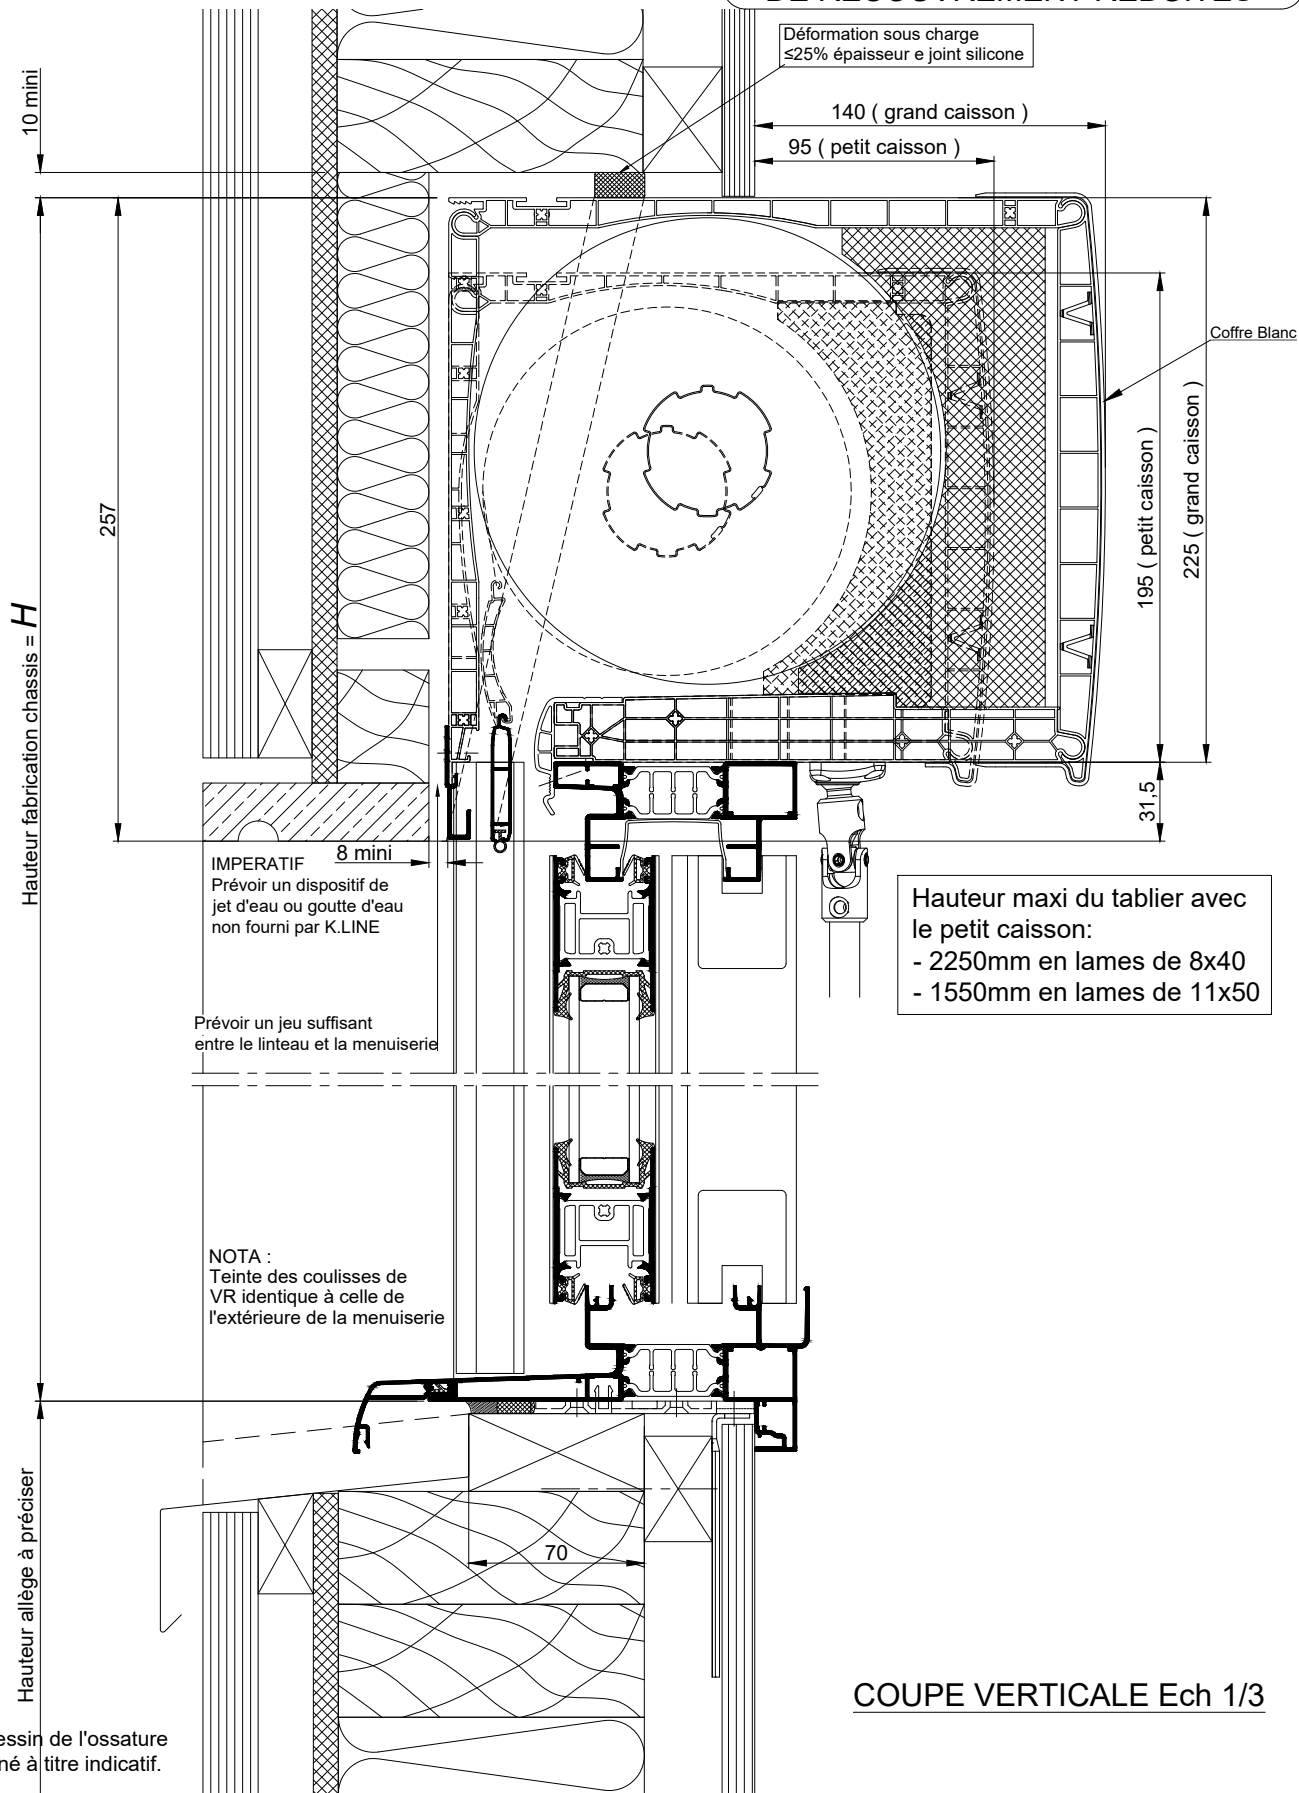 DE RECOUVREMENT REDUITES
Déformation sous charge
≤25% épaisseur e joint silicone
10 mini
140 ( grand caisson )
95 ( petit caisson )
Coffre Blanc
257
195 ( petit caisson )
225 ( grand caisson )
31,5
Hauteur fabrication chassis = H
8 mini
IMPERATIF
Prévoir un dispositif de
jet d'eau ou goutte d'eau
non fourni par K.LINE
Hauteur maxi du tablier avec
le petit caisson:
- 2250mm en lames de 8x40
- 1550mm en lames de 11x50
Prévoir un jeu suffisant
entre le linteau et la menuiserie
NOTA :
Teinte des coulisses de
VR identique à celle de
l'extérieure de la menuiserie
Hauteur allège à préciser
70
COUPE VERTICALE Ech 1/3
essin de l'ossature
né à titre indicatif.